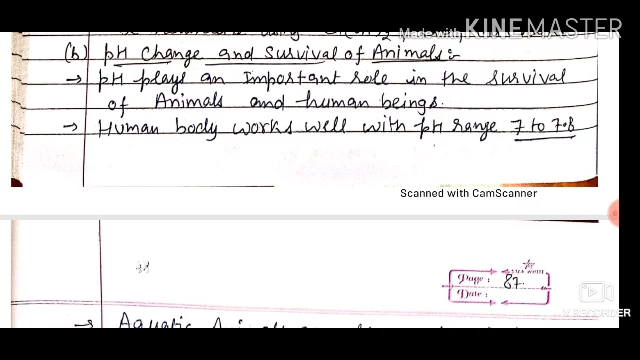 Made with KINEMASTER
(b) pH Change and Survival of Animals:-
→ pH plays an Important role in the survival
of Animals and human beings.
→ Human body works well with pH range 7 to 7.8
Scanned with CamScanner
Page: 87.
Date:
V RECORDER
→ Aquatic